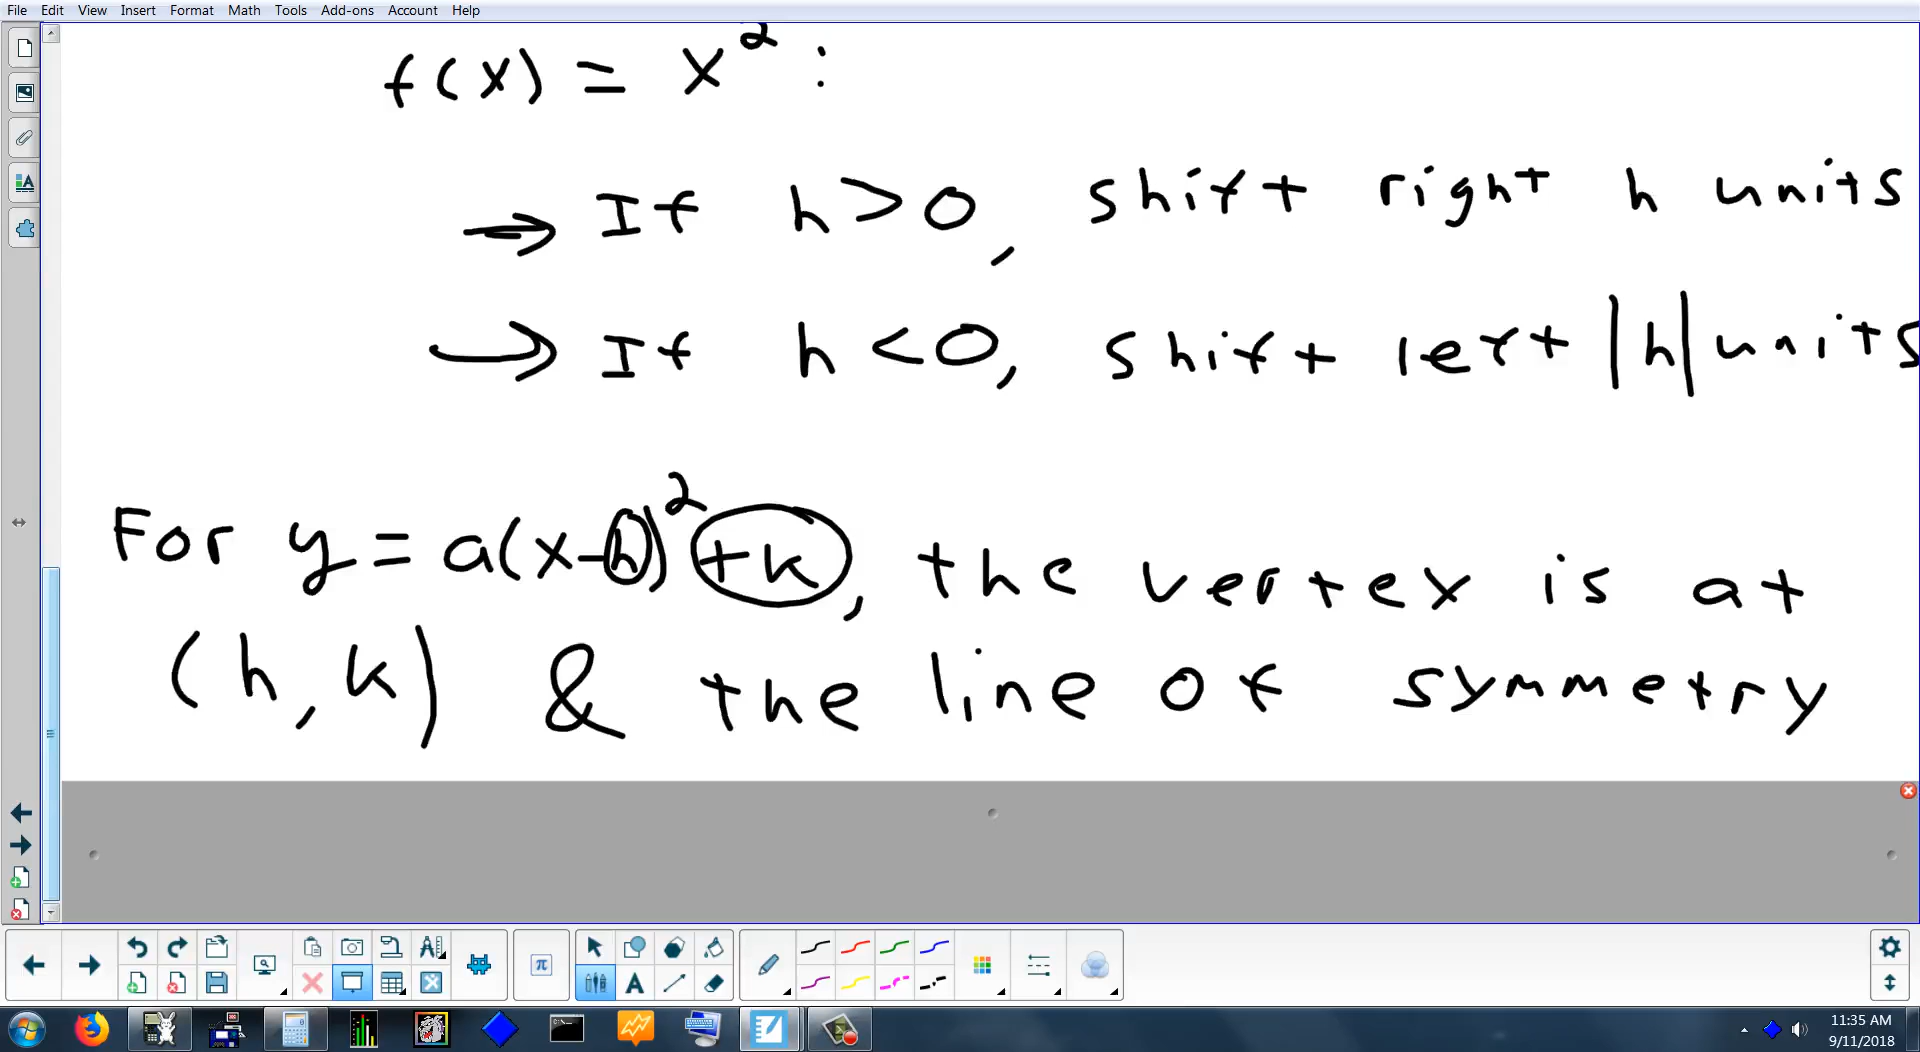 File Edit View Insert Format Math Tools Add-ons Account Help
f(x) = x² :
→ If h>0, shift right h units
→ If h<0, shift left |h| units
For y = a(x-h)² +k, the vertex is at
(h, k) & the line of symmetry
11:35 AM
9/11/2018